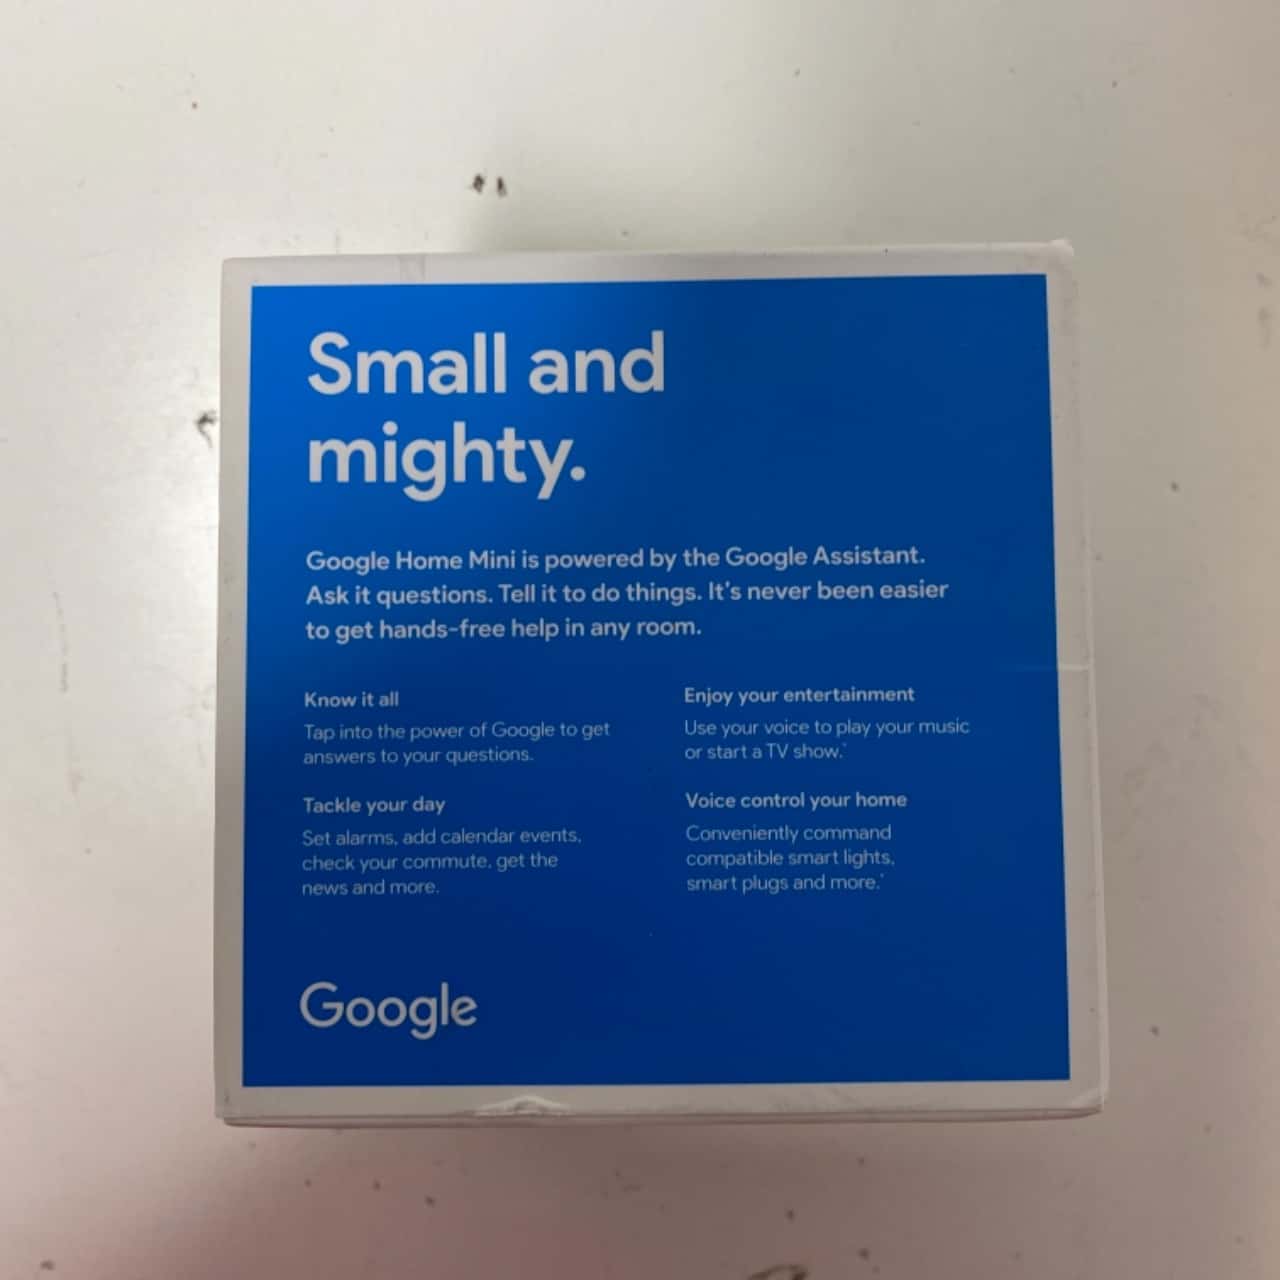 Small and
mighty.
Google Home Mini is powered by the Google Assistant.
Ask it questions. Tell it to do things. It's never been easier
to get hands-free help in any room.
Know it all
Tap into the power of Google to get
answers to your questions.
Tackle your day
Set alarms, add calendar events,
check your commute, get the
news and more.
Enjoy your entertainment
Use your voice to play your music
or start a TV show.*
Voice control your home
Conveniently command
compatible smart lights,
smart plugs and more.*
Google